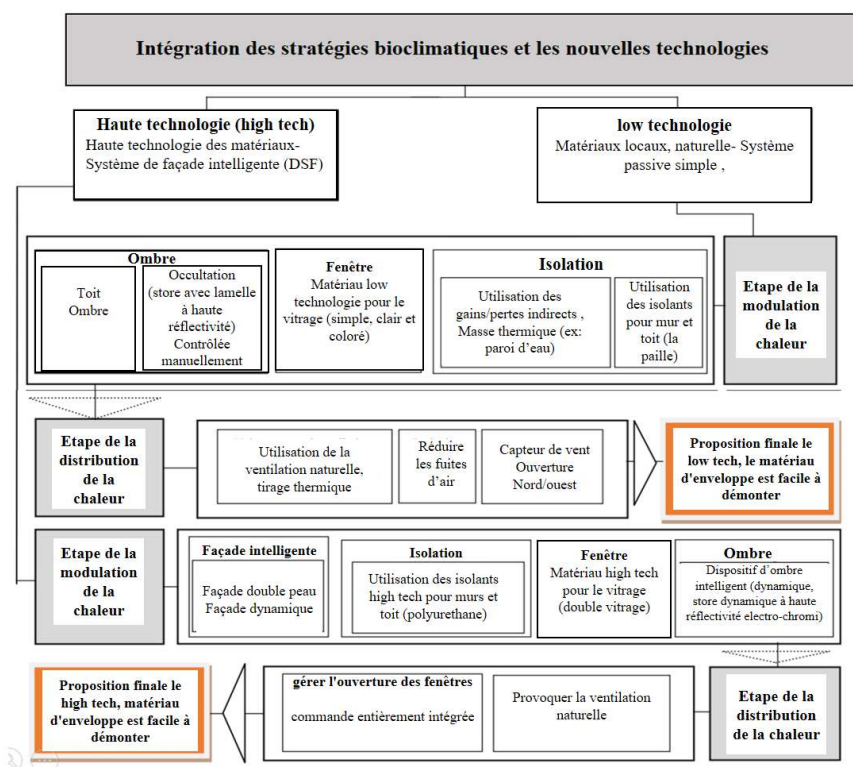 Intégration des stratégies bioclimatiques et les nouvelles technologies
Haute technologie (high tech)
Haute technologie des matériaux-
Système de façade intelligente (DSF)
low technologie
Matériaux locaux, naturelle- Système
passive simple ,
Ombre
Toit
Ombre
Occultation
(store avec lamelle
à haute
réflectivité)
Contrôlée
manuellement
Fenêtre
Matériau low
technologie pour le
vitrage (simple, clair et
coloré)
Isolation
Utilisation des
gains/pertes indirects ,
Masse thermique (ex:
paroi d’eau)
Utilisation
des isolants
pour mur et
toit (la
paille)
Etape de la
modulation
de la
chaleur
Etape de la
distribution
de la
chaleur
Utilisation de la
ventilation naturelle,
tirage thermique
Réduire
les fuites
d’air
Capteur de vent
Ouverture
Nord/ouest
Proposition finale le
low tech, le matériau
d'enveloppe est facile à
démonter
Etape de la
modulation
de la
chaleur
Façade intelligente
Façade double peau
Façade dynamique
Isolation
Utilisation des isolants
high tech pour murs et
toit (polyurethane)
Fenêtre
Matériau high tech
pour le vitrage
(double vitrage)
Ombre
Dispositif d’ombre
intelligent (dynamique,
store dynamique à haute
réflectivité electro-chromi)
Proposition finale le
high tech, matériau
d'enveloppe est facile à
démonter
gérer l'ouverture des fenêtres
commande entièrement intégrée
Provoquer la ventilation
naturelle
Etape de la
distribution
de la chaleur